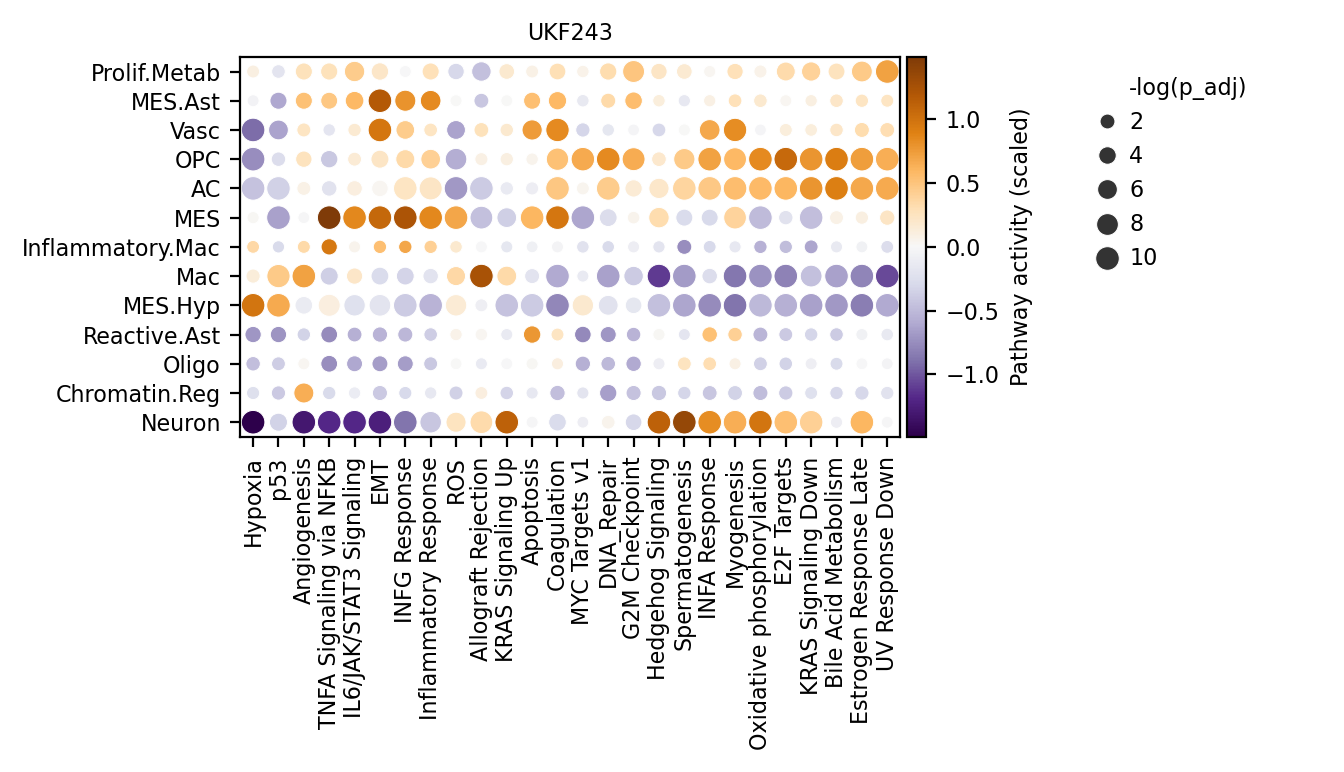 UKF243
Prolif.Metab
MES.Ast
Vasc
OPC
AC
MES
Inflammatory.Mac
Mac
MES.Hyp
Reactive.Ast
Oligo
Chromatin.Reg
Neuron
Hypoxia
p53
Angiogenesis
TNFA Signaling via NFKB
IL6/JAK/STAT3 Signaling
EMT
INFG Response
Inflammatory Response
ROS
Allograft Rejection
KRAS Signaling Up
Apoptosis
Coagulation
MYC Targets v1
DNA_Repair
G2M Checkpoint
Hedgehog Signaling
Spermatogenesis
INFA Response
Myogenesis
Oxidative phosphorylation
E2F Targets
KRAS Signaling Down
Bile Acid Metabolism
Estrogen Response Late
UV Response Down
1.0
0.5
0.0
−0.5
−1.0
Pathway activity (scaled)
-log(p_adj)
2
4
6
8
10